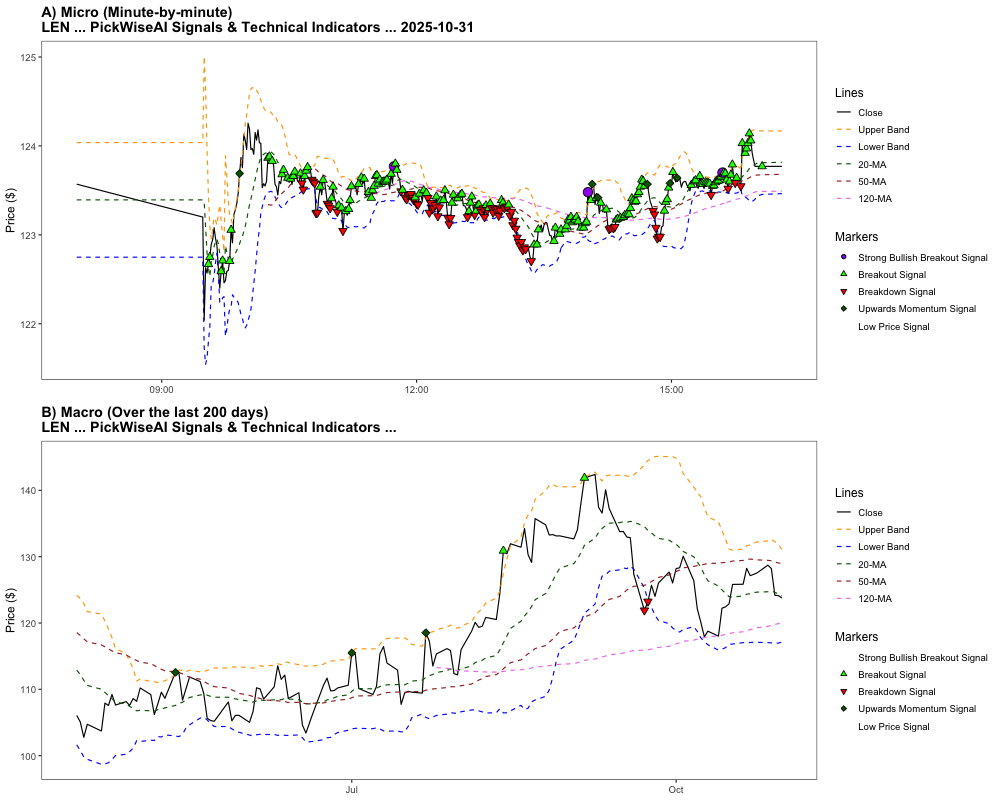 A) Micro (Minute-by-minute)
LEN ... PickWiseAI Signals & Technical Indicators ... 2025-10-31
Price ($)
125
124
123
122
09:00
12:00
15:00
Lines
Close
Upper Band
Lower Band
20-MA
50-MA
120-MA
Markers
Strong Bullish Breakout Signal
Breakout Signal
Breakdown Signal
Upwards Momentum Signal
Low Price Signal
B) Macro (Over the last 200 days)
LEN ... PickWiseAI Signals & Technical Indicators ...
Price ($)
140
130
120
110
100
Jul
Oct
Lines
Close
Upper Band
Lower Band
20-MA
50-MA
120-MA
Markers
Strong Bullish Breakout Signal
Breakout Signal
Breakdown Signal
Upwards Momentum Signal
Low Price Signal